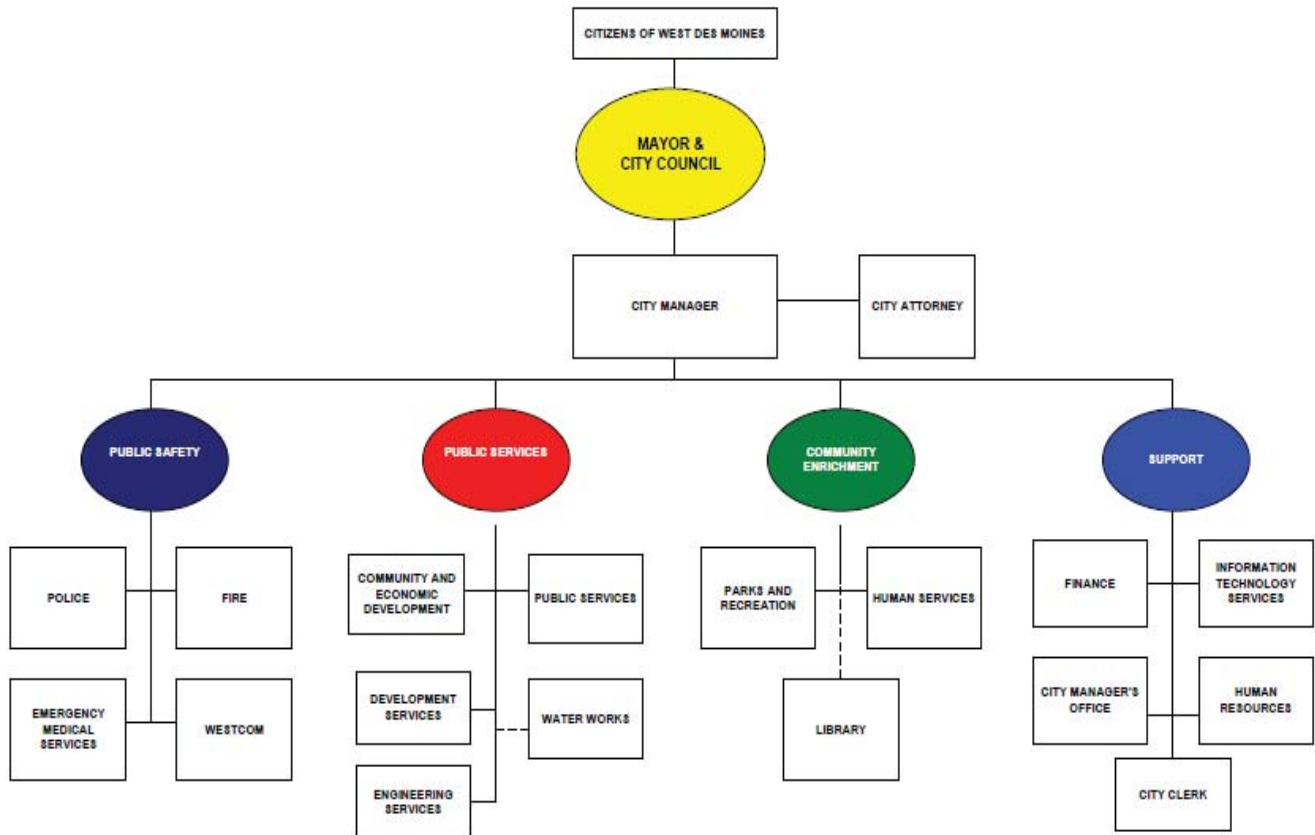 CITIZENS OF WEST DES MOINES
MAYOR &
CITY COUNCIL
CITY MANAGER
CITY ATTORNEY
PUBLIC SAFETY
PUBLIC SERVICES
COMMUNITY
ENRICHMENT
SUPPORT
POLICE
FIRE
EMERGENCY
MEDICAL
SERVICES
WESTCOM
COMMUNITY AND
ECONOMIC
DEVELOPMENT
PUBLIC SERVICES
DEVELOPMENT
SERVICES
WATER WORKS
ENGINEERING
SERVICES
PARKS AND
RECREATION
HUMAN SERVICES
LIBRARY
FINANCE
INFORMATION
TECHNOLOGY
SERVICES
CITY MANAGER'S
OFFICE
HUMAN
RESOURCES
CITY CLERK